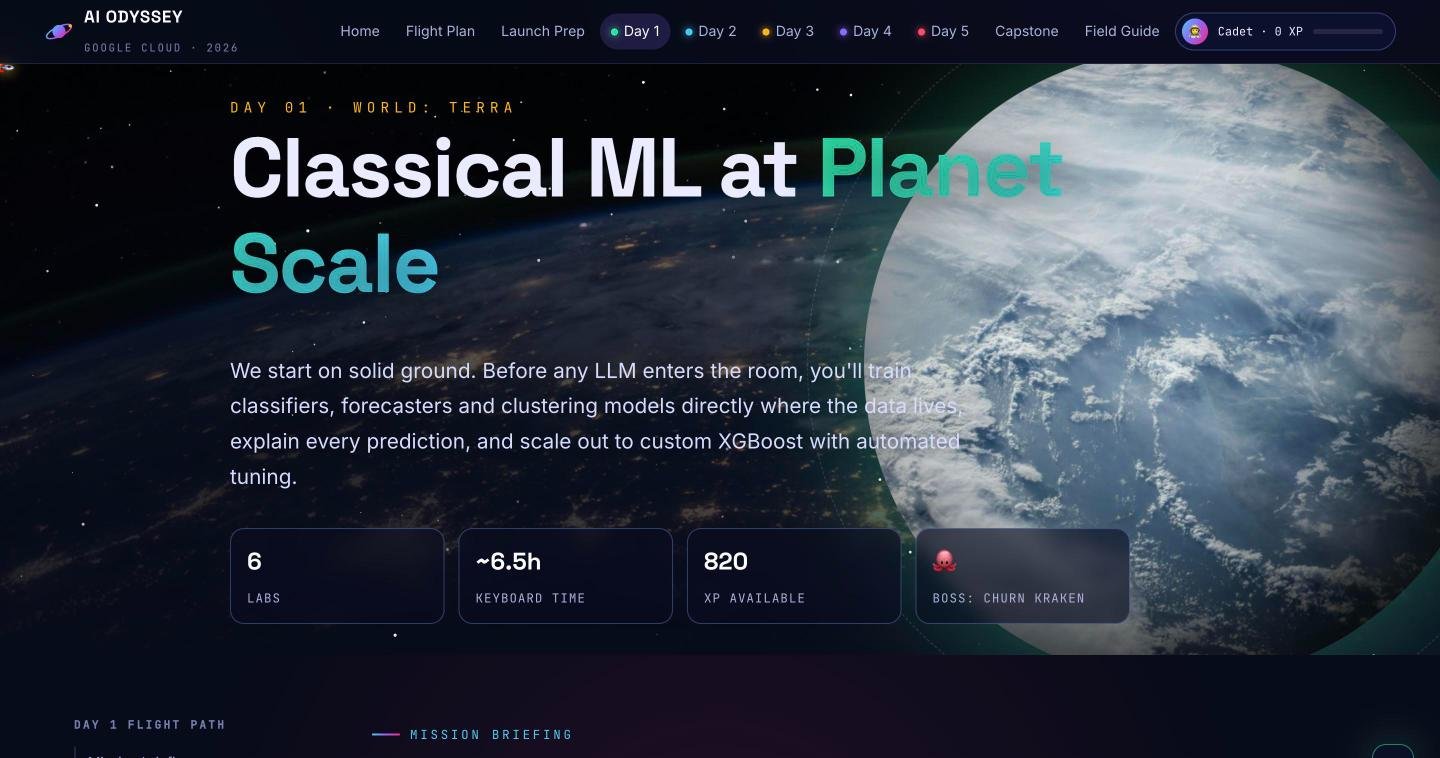 AI ODYSSEY
GOOGLE CLOUD · 2026
Home
Flight Plan
Launch Prep
Day 1
Day 2
Day 3
Day 4
Day 5
Capstone
Field Guide
Cadet · 0 XP
DAY 01 · WORLD: TERRA
Classical ML at Planet
Scale
We start on solid ground. Before any LLM enters the room, you'll train
classifiers, forecasters and clustering models directly where the data lives,
explain every prediction, and scale out to custom XGBoost with automated
tuning.
6
LABS
~6.5h
KEYBOARD TIME
820
XP AVAILABLE
BOSS: CHURN KRAKEN
DAY 1 FLIGHT PATH
MISSION BRIEFING